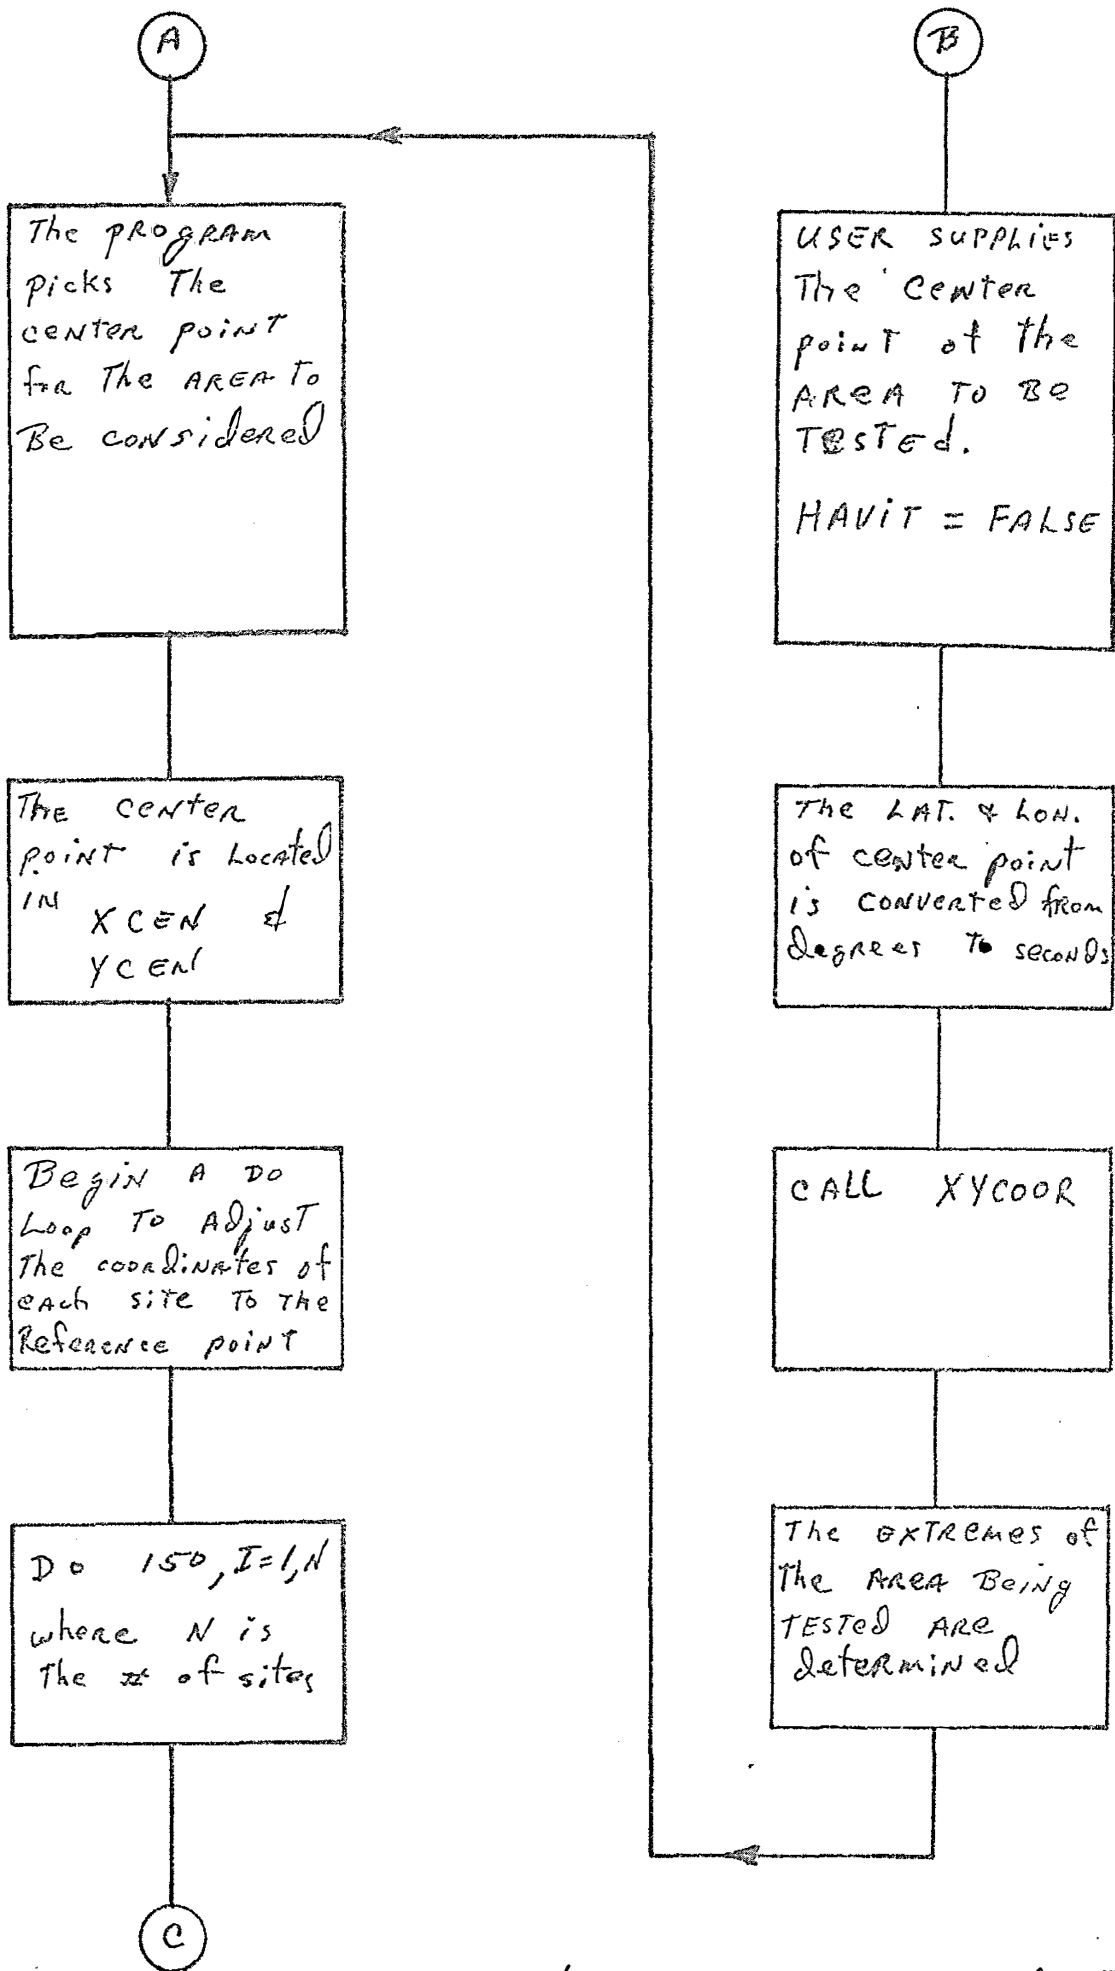 A
The program
picks The
center point
for The AREA To
Be considered
The center
point is Located
IN
XCEN &
YCEN
Begin A DO
Loop To Adjust
The coordinates of
each site To The
Reference point
Do 150, I=1,N
where N is
The # of sites
C
B
USER SUPPLIES
The Center
point of the
AREA TO BE
TESTED.
HAVIT = FALSE
The LAT. & LON.
of center point
is converted from
degrees To seconds
CALL XYCOOR
The EXTREMES of
The AREA Being
TESTED ARE
determined